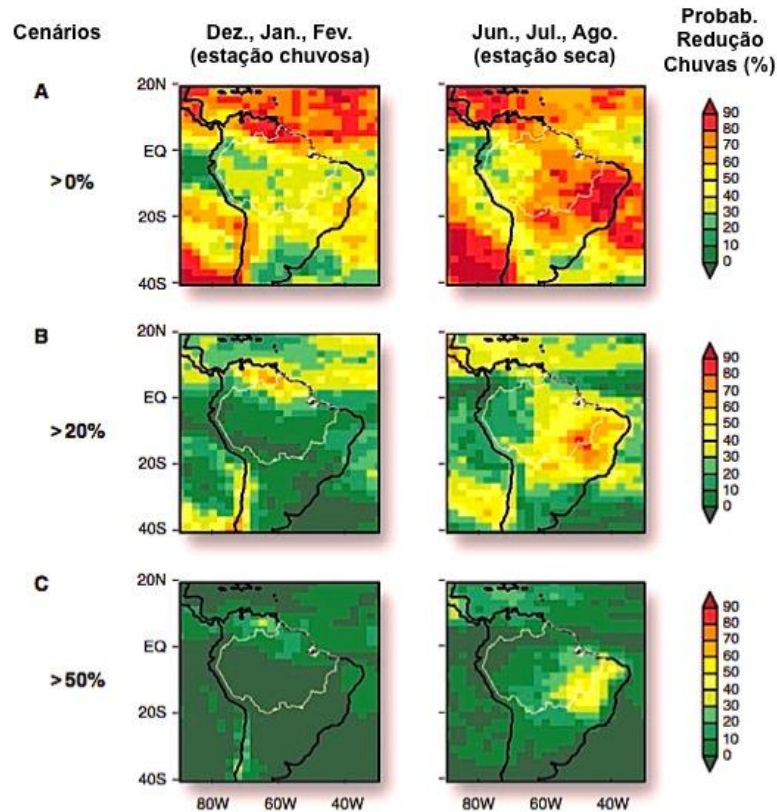 Cenários
Dez., Jan., Fev.
(estação chuvosa)
Jun., Jul., Ago.
(estação seca)
Probab.
Redução
Chuvas (%)
A
>0%
20N
EQ
20S
40S
90
80
70
60
50
40
30
20
10
0
B
>20%
20N
EQ
20S
40S
90
80
70
60
50
40
30
20
10
0
C
>50%
20N
EQ
20S
40S
80W 60W 40W
80W 60W 40W
90
80
70
60
50
40
30
20
10
0